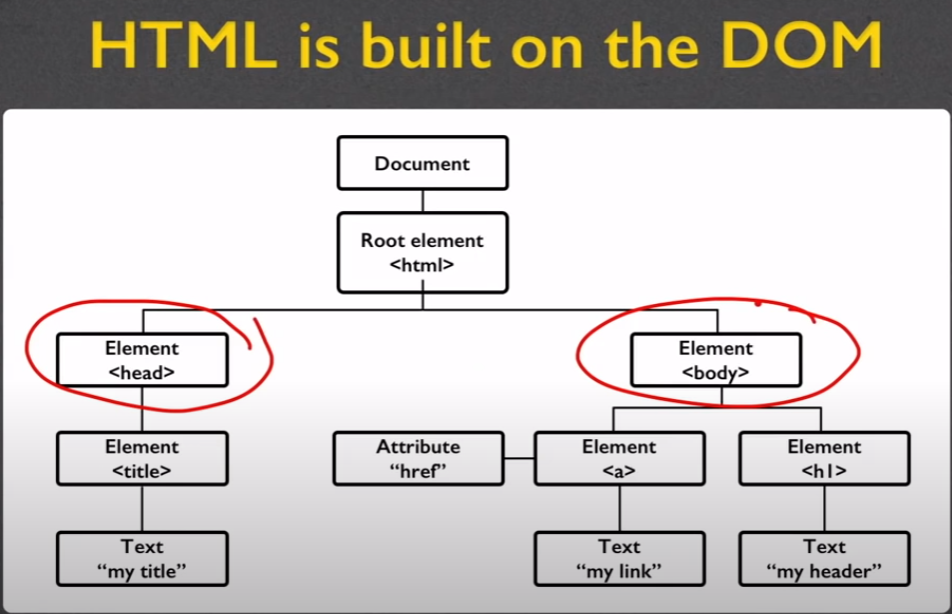 HTML is built on the DOM
Document
Root element
<html>
Element
<head>
Element
<body>
Element
<title>
Attribute
“href”
Element
<a>
Element
<h1>
Text
“my title”
Text
“my link”
Text
“my header”